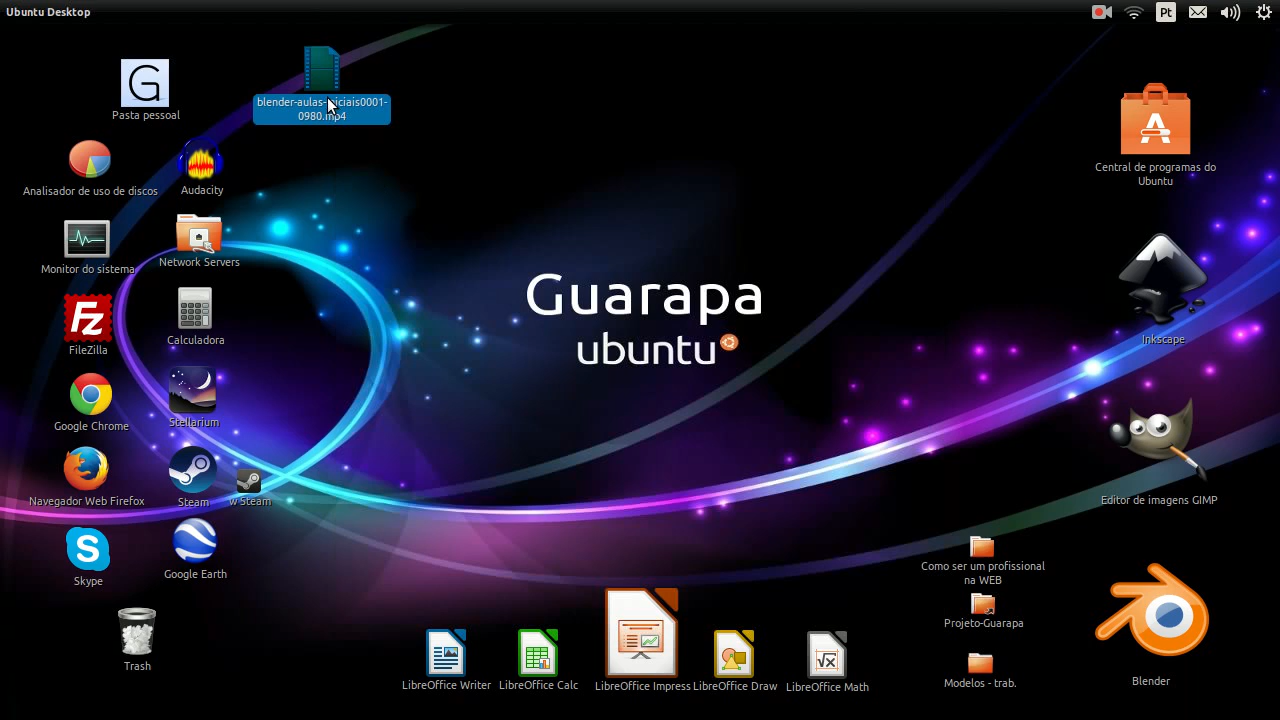 Ubuntu Desktop
Pt
G
Pasta pessoal
blender-aulas-iniciais0001-
0980.mp4
Analisador de uso de discos
Audacity
Central de programas do
Ubuntu
Monitor do sistema
Network Servers
Guarapa
ubuntu
Fz
FileZilla
Calculadora
Inkscape
Google Chrome
Stellarium
Navegador Web Firefox
Steam
w Steam
Editor de imagens GIMP
S
Skype
Google Earth
Como ser um profissional
na WEB
Projeto-Guarapa
Trash
LibreOffice Writer
LibreOffice Calc
LibreOffice Impress
LibreOffice Draw
√x
LibreOffice Math
Modelos - trab.
Blender